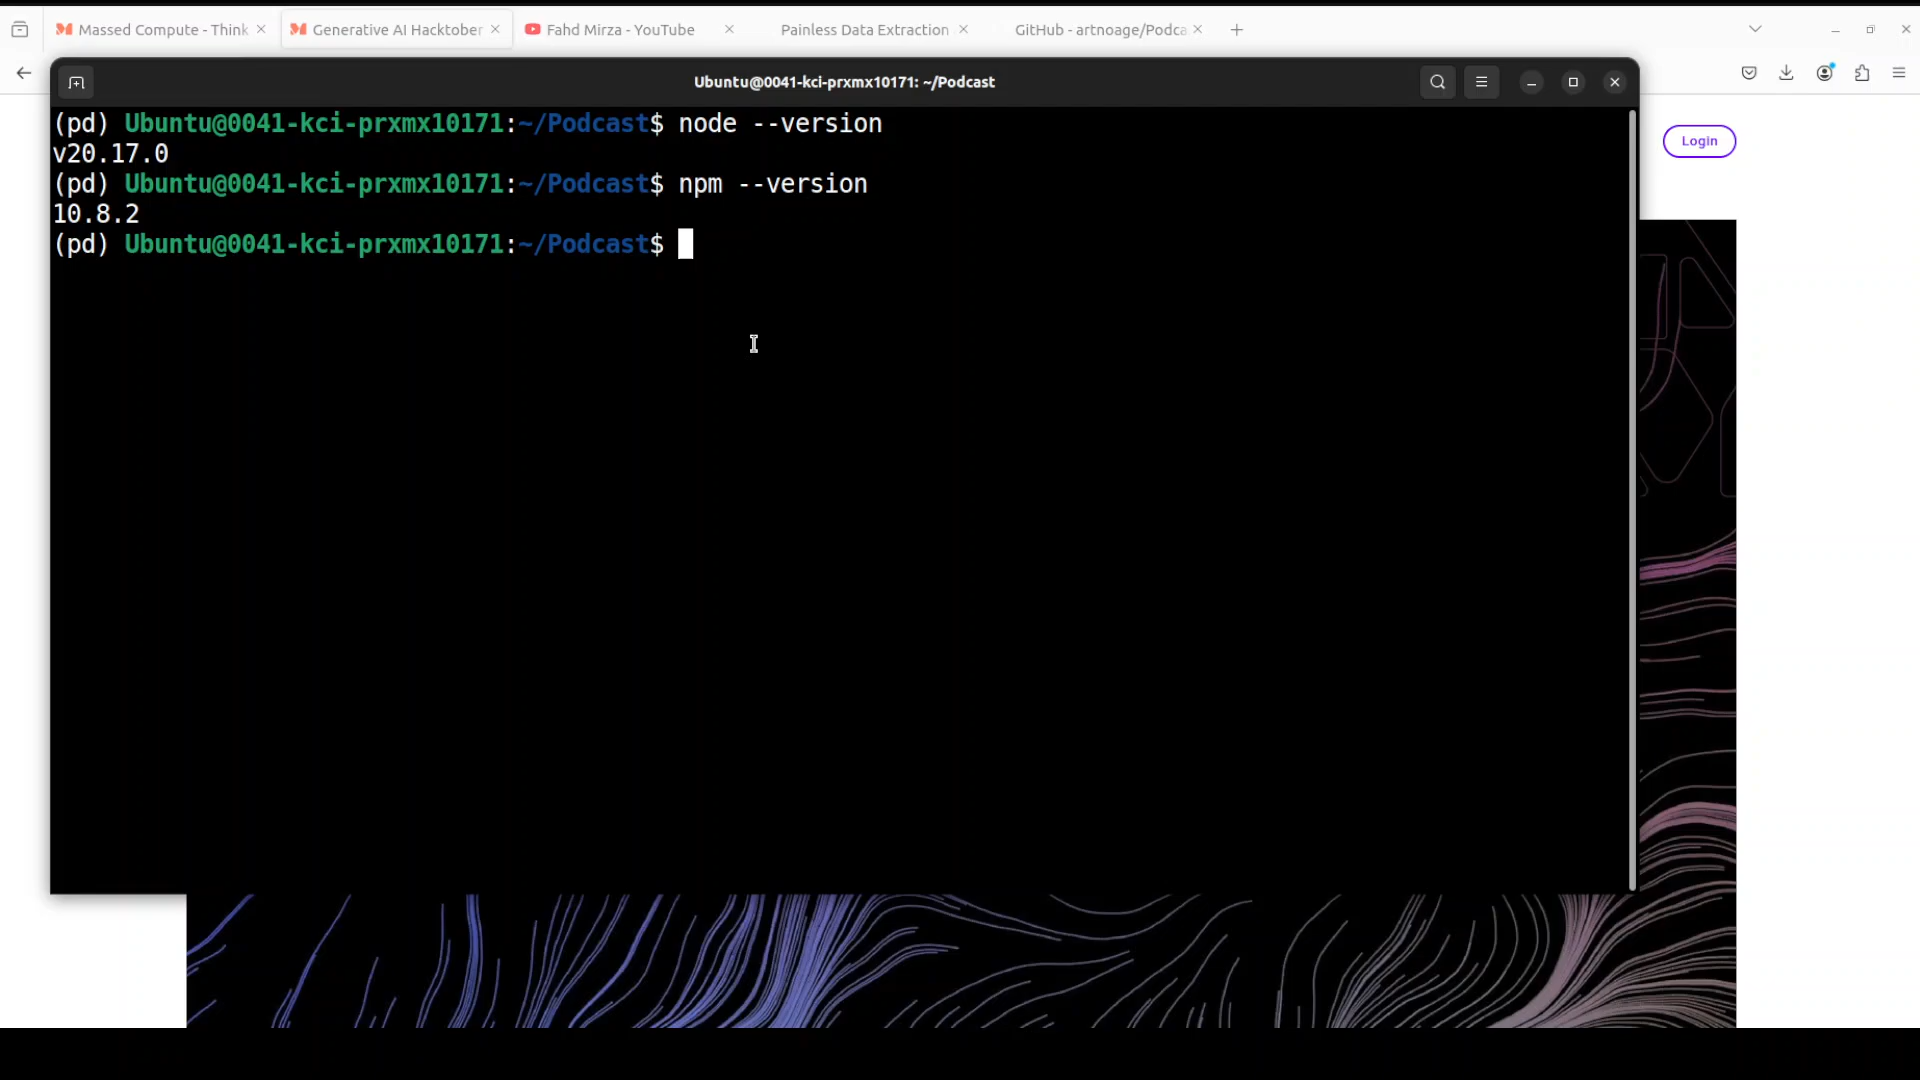 Massed Compute - Think
Generative AI Hacktober
Fahd Mirza - YouTube
Painless Data Extraction
GitHub - artnoage/Podca
Ubuntu@0041-kci-prxmx10171: ~/Podcast
Login
(pd) Ubuntu@0041-kci-prxmx10171:~/Podcast$ node --version
v20.17.0
(pd) Ubuntu@0041-kci-prxmx10171:~/Podcast$ npm --version
10.8.2
(pd) Ubuntu@0041-kci-prxmx10171:~/Podcast$